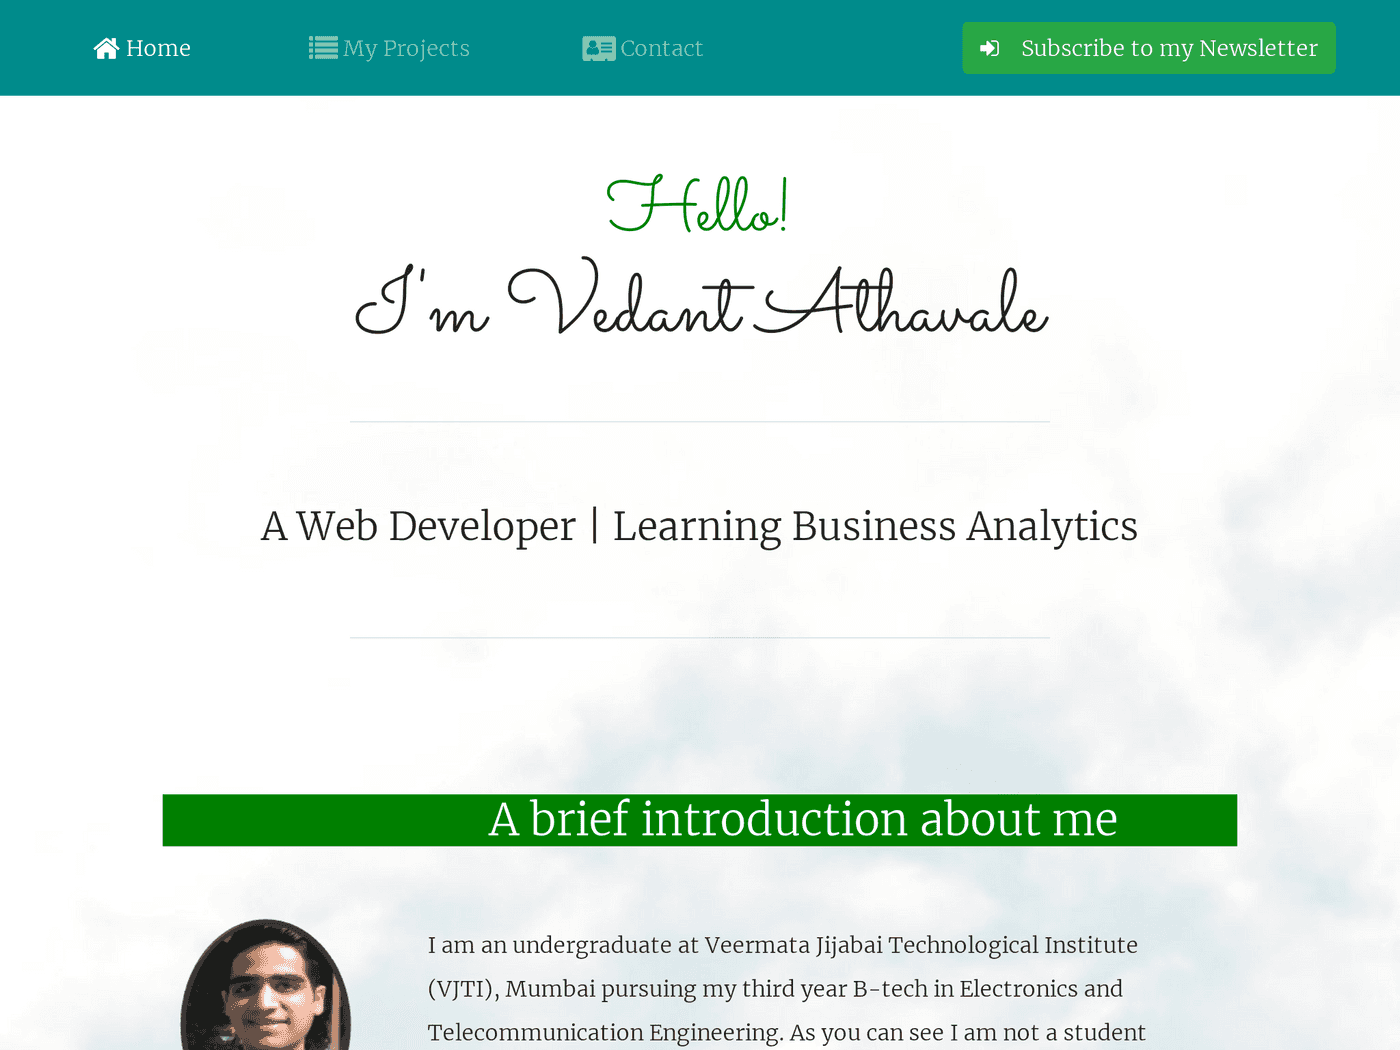 Home
My Projects
Contact
Subscribe to my Newsletter
Hello!
I'm Vedant Athavale
A Web Developer | Learning Business Analytics
A brief introduction about me
I am an undergraduate at Veermata Jijabai Technological Institute
(VJTI), Mumbai pursuing my third year B-tech in Electronics and
Telecommunication Engineering. As you can see I am not a student